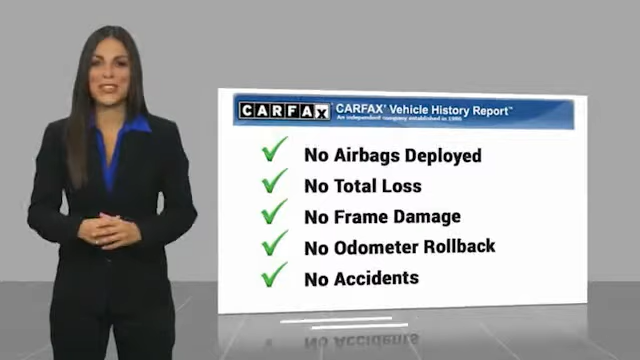 CARFAX CARFAX® Vehicle History Report™
An independent company established in 1986
No Airbags Deployed
No Total Loss
No Frame Damage
No Odometer Rollback
No Accidents